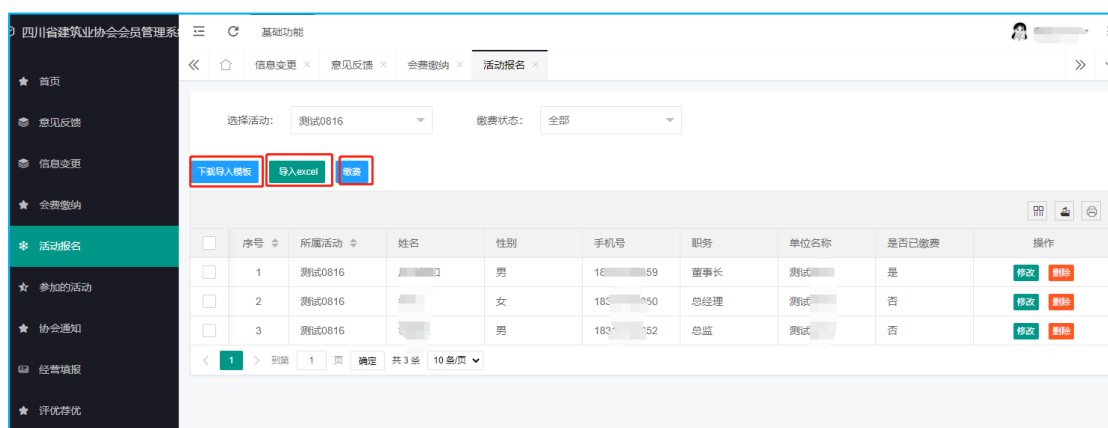 四川省建筑业协会会员管理系
基础功能
信息变更 × 意见反馈 × 会费缴纳 × 活动报名 ×
首页
意见反馈
信息变更
会费缴纳
活动报名
参加的活动
协会通知
经营填报
评优荐优
选择活动： 测试0816 缴费状态： 全部
下载导入模板 导入excel 缴费
序号 所属活动 姓名 性别 手机号 职务 单位名称 是否已缴费 操作
1 测试0816 男 18 59 董事长 测试 是 修改 删除
2 测试0816 女 183 050 总经理 测试 否 修改 删除
3 测试0816 男 183 52 总监 测试 否 修改 删除
< 1 > 到第 1 页 确定 共 3 条 10 条/页